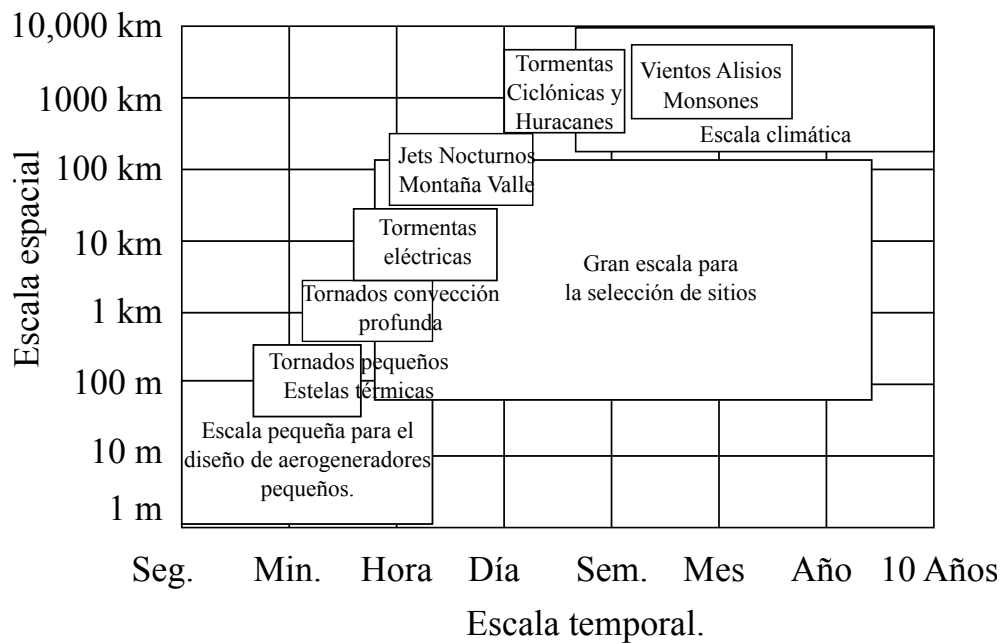 10,000 km
1000 km
100 km
10 km
1 km
100 m
10 m
1 m
Escala espacial
Tormentas
Ciclónicas y
Huracanes
Vientos Alisios
Monsones
Escala climática
Jets Nocturnos
Montaña Valle
Tormentas
eléctricas
Gran escala para
la selección de sitios
Tornados convección
profunda
Tornados pequeños
Estelas térmicas
Escala pequeña para el
diseño de aerogeneradores
pequeños.
Seg. Min. Hora Día Sem. Mes Año 10 Años
Escala temporal.